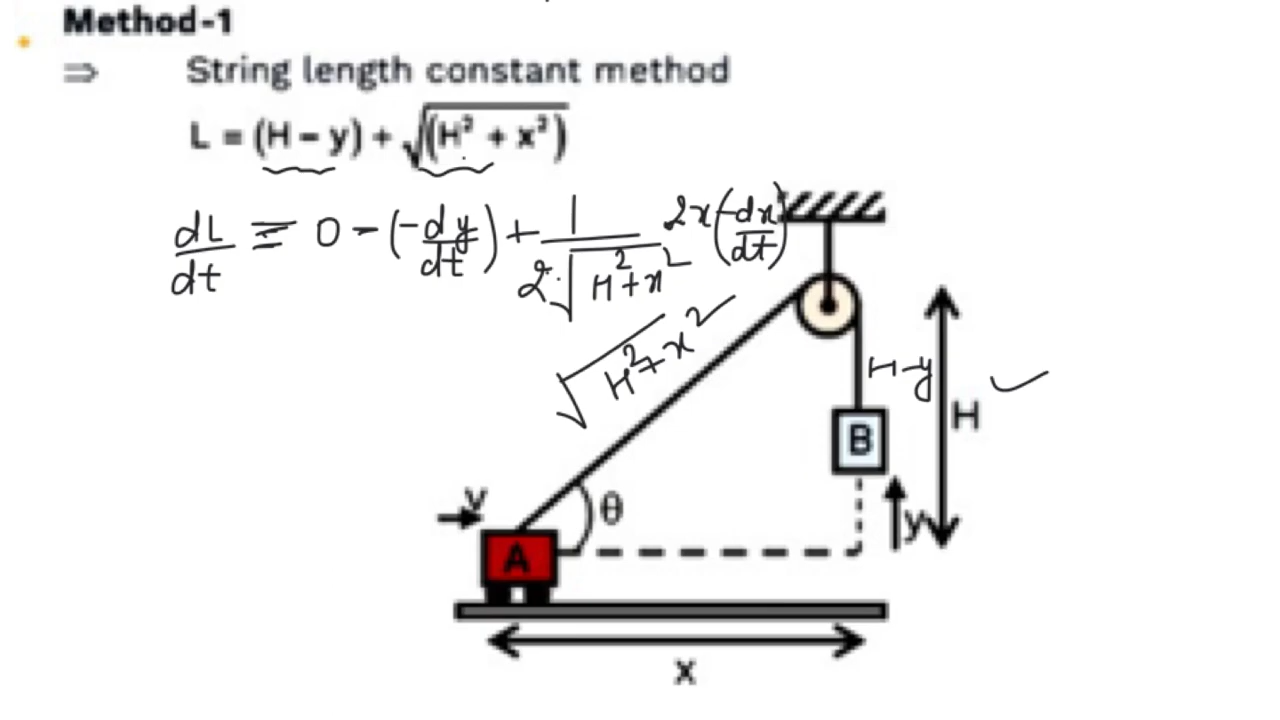 Method-1
⇒ String length constant method
L = (H – y) + √(H² + x²)
dL/dt = 0 - (-dy/dt) + 1/(2√(H²+x²)) 2x(-dx/dt)
√(H²+x²)
H-y
H
B
v
θ
y
A
x